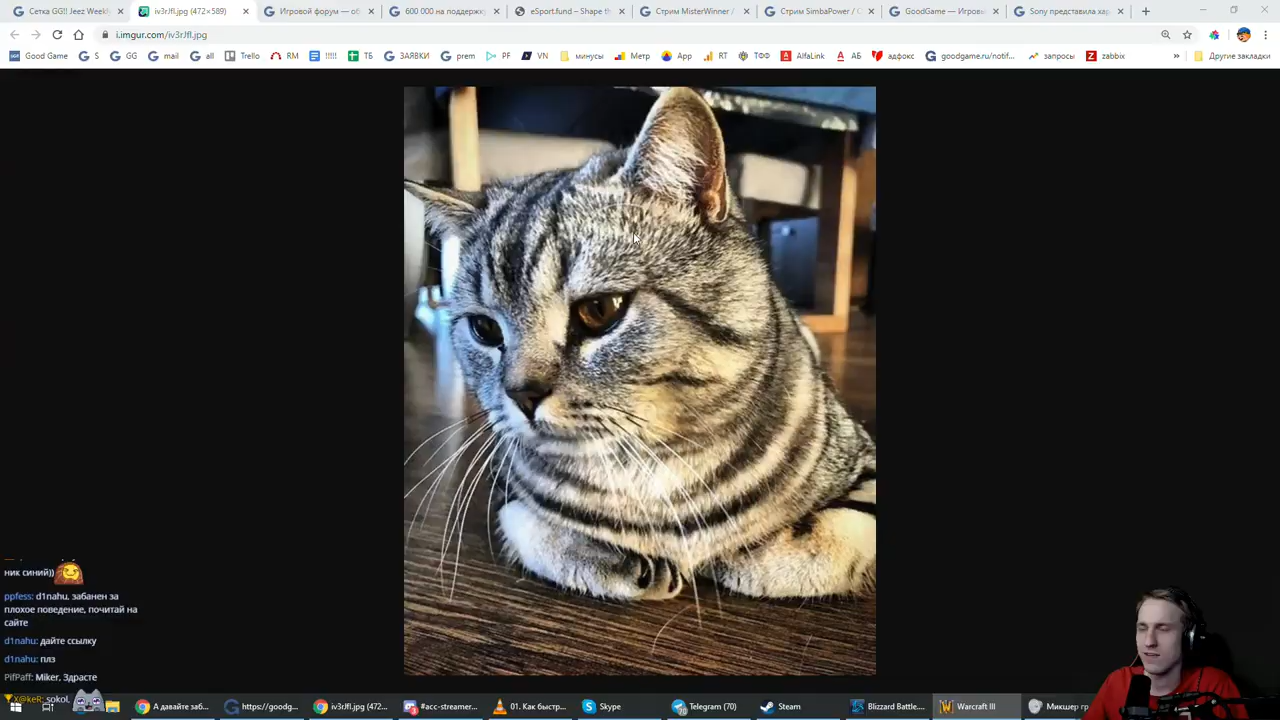 Сетка GG!! Jeez Weekly
iv3rJfl.jpg (472×589)
Игровой форум — об
600 000 на поддержку
eSport.fund – Shape th
Стрим MisterWinner /
Стрим SimbaPower / С
GoodGame — Игровы
Sony представила хар
i.imgur.com/iv3rJfl.jpg
Good Game
S
GG
mail
all
Trello
RM
!!!!!
ТБ
ЗАЯВКИ
prem
PF
VN
минусы
Метр
App
RT
ТФФ
AlfaLink
АБ
адфокс
goodgame.ru/notif...
запросы
zabbix
»
Другие закладки
ник синий))
ppfess: d1nahu, забанен за
плохое поведение, почитай на
сайте
d1nahu: дайте ссылку
d1nahu: плз
PifPaff: Miker, Здрасте
X@keR: sokol,
А давайте заб...
https://goodg...
iv3rJfl.jpg (472...
#acc-streamer...
01. Как быстр...
Skype
Telegram (70)
Steam
Blizzard Battle....
Warcraft III
Микшер гр